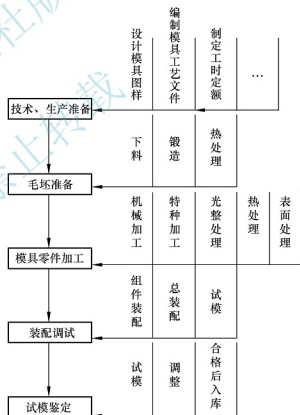 设计模具图样
编制模具工艺文件
制定工时定额
…
技术、生产准备
下料
锻造
热处理
毛坯准备
机械加工
特种加工
光整处理
热处理
表面处理
模具零件加工
组件装配
总装配
试模
装配调试
试模
调整
合格后入库
试模鉴定
禁止转载